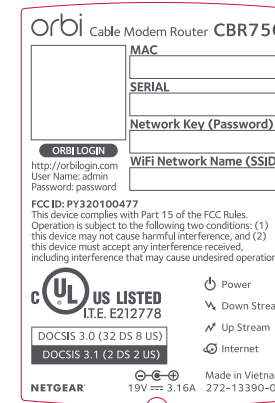 orbi Cable Modem Router CBR750
MAC
SERIAL
Network Key (Password)
ORBI LOGIN
http://orbilogin.com
User Name: admin
Password: password
WiFi Network Name (SSID
FCC ID: PY320100477
This device complies with Part 15 of the FCC Rules.
Operation is subject to the following two conditions: (1)
this device may not cause harmful interference, and (2)
this device must accept any interference received,
including interference that may cause undesired operation
C UL US LISTED
I.T.E. E212778
DOCSIS 3.0 (32 DS 8 US)
DOCSIS 3.1 (2 DS 2 US)
Power
Down Strea
Up Stream
Internet
NETGEAR
19V 3.16A
Made in Vietna
272-13390-0